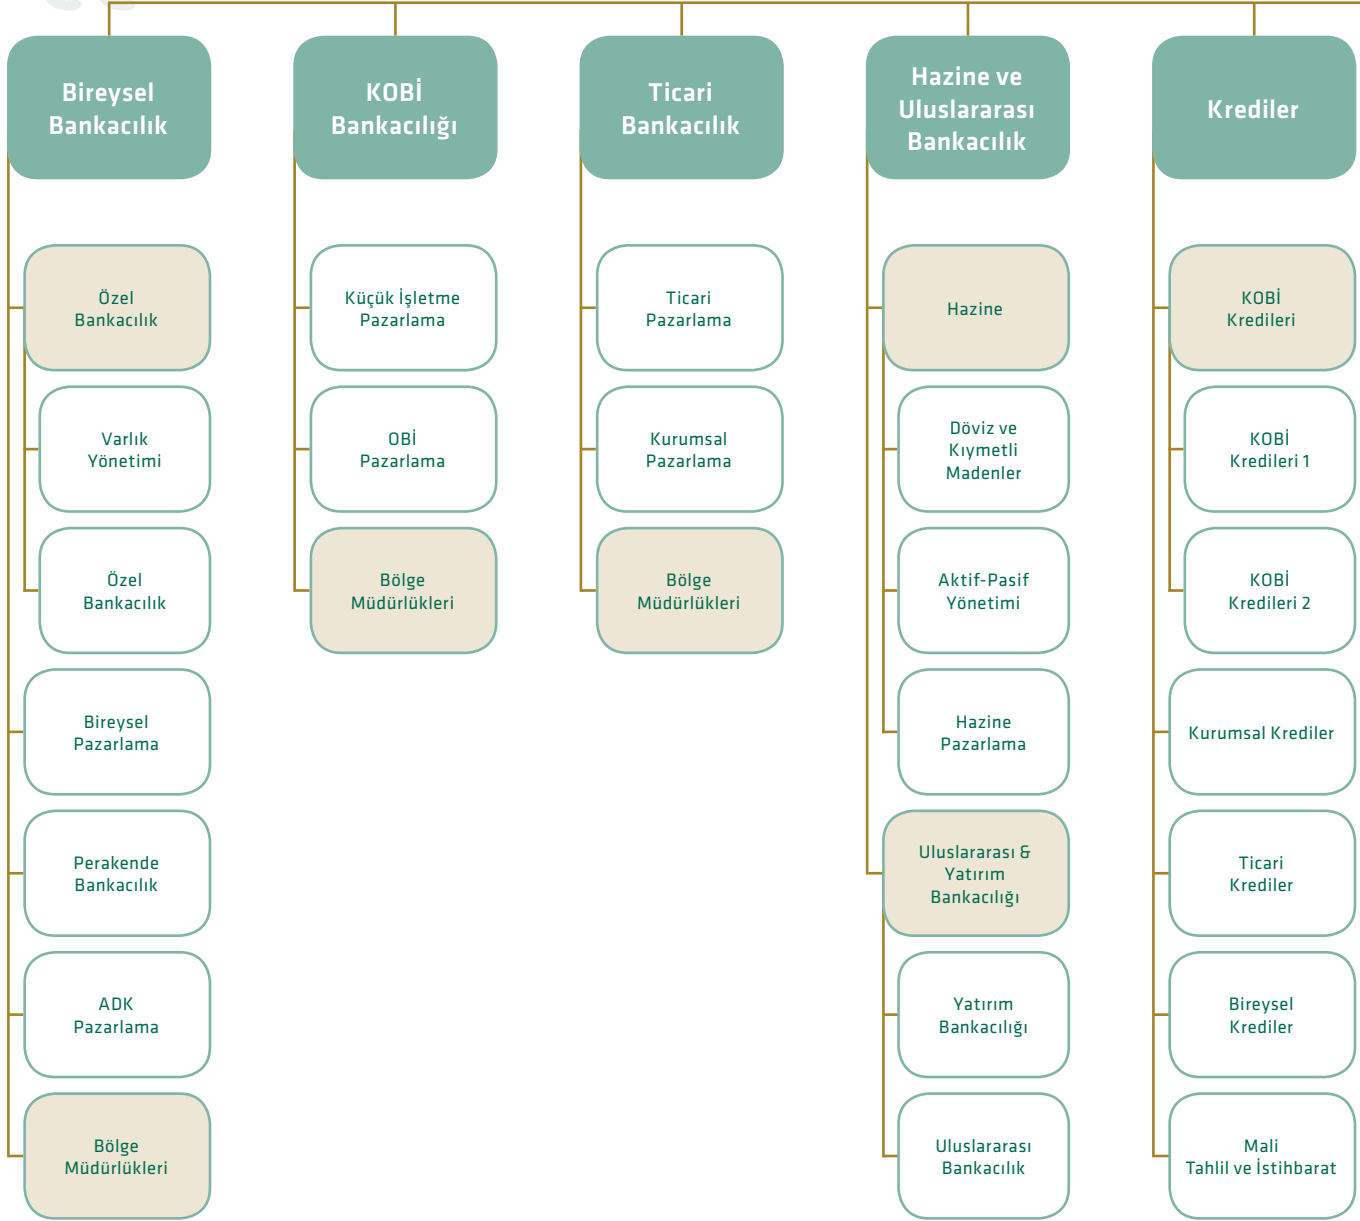 Bireysel
Bankacılık
Özel
Bankacılık
Varlık
Yönetimi
Özel
Bankacılık
Bireysel
Pazarlama
Perakende
Bankacılık
ADK
Pazarlama
Bölge
Müdürlükleri
KOBİ
Bankacılığı
Küçük İşletme
Pazarlama
OBİ
Pazarlama
Bölge
Müdürlükleri
Ticari
Bankacılık
Ticari
Pazarlama
Kurumsal
Pazarlama
Bölge
Müdürlükleri
Hazine ve
Uluslararası
Bankacılık
Hazine
Döviz ve
Kıymetli
Madenler
Aktif-Pasif
Yönetimi
Hazine
Pazarlama
Uluslararası &
Yatırım
Bankacılığı
Yatırım
Bankacılığı
Uluslararası
Bankacılık
Krediler
KOBİ
Kredileri
KOBİ
Kredileri 1
KOBİ
Kredileri 2
Kurumsal Krediler
Ticari
Krediler
Bireysel
Krediler
Mali
Tahlil ve İstihbarat